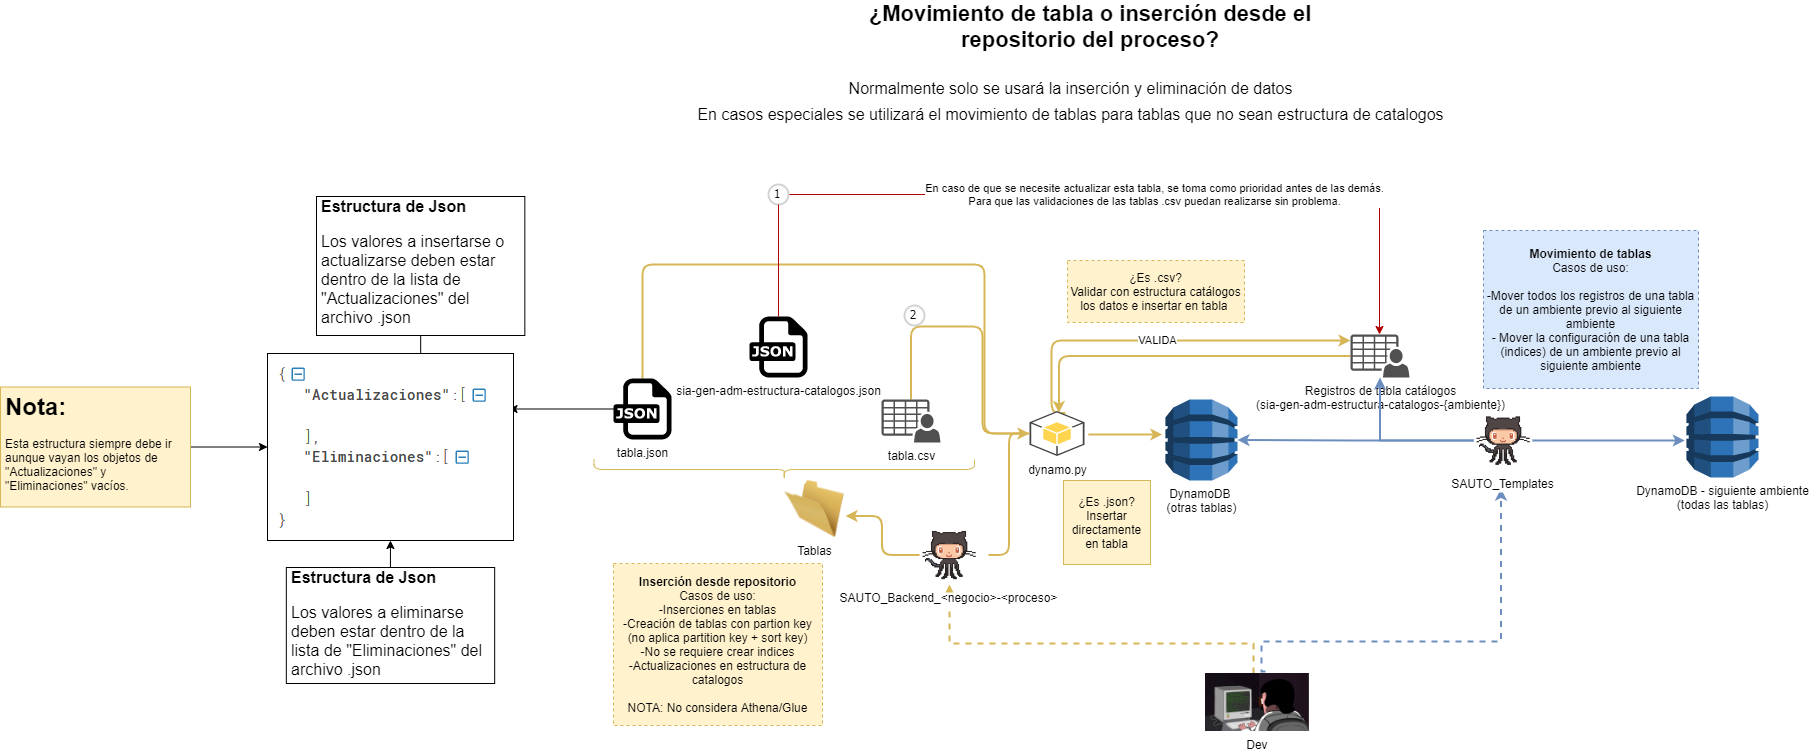 ¿Movimiento de tabla o inserción desde el
repositorio del proceso?
Normalmente solo se usará la inserción y eliminación de datos
En casos especiales se utilizará el movimiento de tablas para tablas que no sean estructura de catalogos
1
En caso de que se necesite actualizar esta tabla, se toma como prioridad antes de las demás.
Para que las validaciones de las tablas .csv puedan realizarse sin problema.
Estructura de Json
Los valores a insertarse o
actualizarse deben estar
dentro de la lista de
"Actualizaciones" del
archivo .json
Nota:
Esta estructura siempre debe ir
aunque vayan los objetos de
"Actualizaciones" y
"Eliminaciones" vacíos.
{
"Actualizaciones":[
],
"Eliminaciones":[
]
}
Estructura de Json
Los valores a eliminarse
deben estar dentro de la
lista de "Eliminaciones" del
archivo .json
JSON
tabla.json
JSON
sia-gen-adm-estructura-catalogos.json
2
tabla.csv
Tablas
Inserción desde repositorio
Casos de uso:
-Inserciones en tablas
-Creación de tablas con partion key
(no aplica partition key + sort key)
-No se requiere crear indices
-Actualizaciones en estructura de
catalogos
NOTA: No considera Athena/Glue
SAUTO_Backend_<negocio>-<proceso>
¿Es .csv?
Validar con estructura catálogos
los datos e insertar en tabla
VALIDA
dynamo.py
¿Es .json?
Insertar
directamente
en tabla
DynamoDB
(otras tablas)
Registros de tabla catálogos
(sia-gen-adm-estructura-catalogos-{ambiente})
Movimiento de tablas
Casos de uso:
-Mover todos los registros de una tabla
de un ambiente previo al siguiente
ambiente
- Mover la configuración de una tabla
(indices) de un ambiente previo al
siguiente ambiente
SAUTO_Templates
DynamoDB - siguiente ambiente
(todas las tablas)
Dev